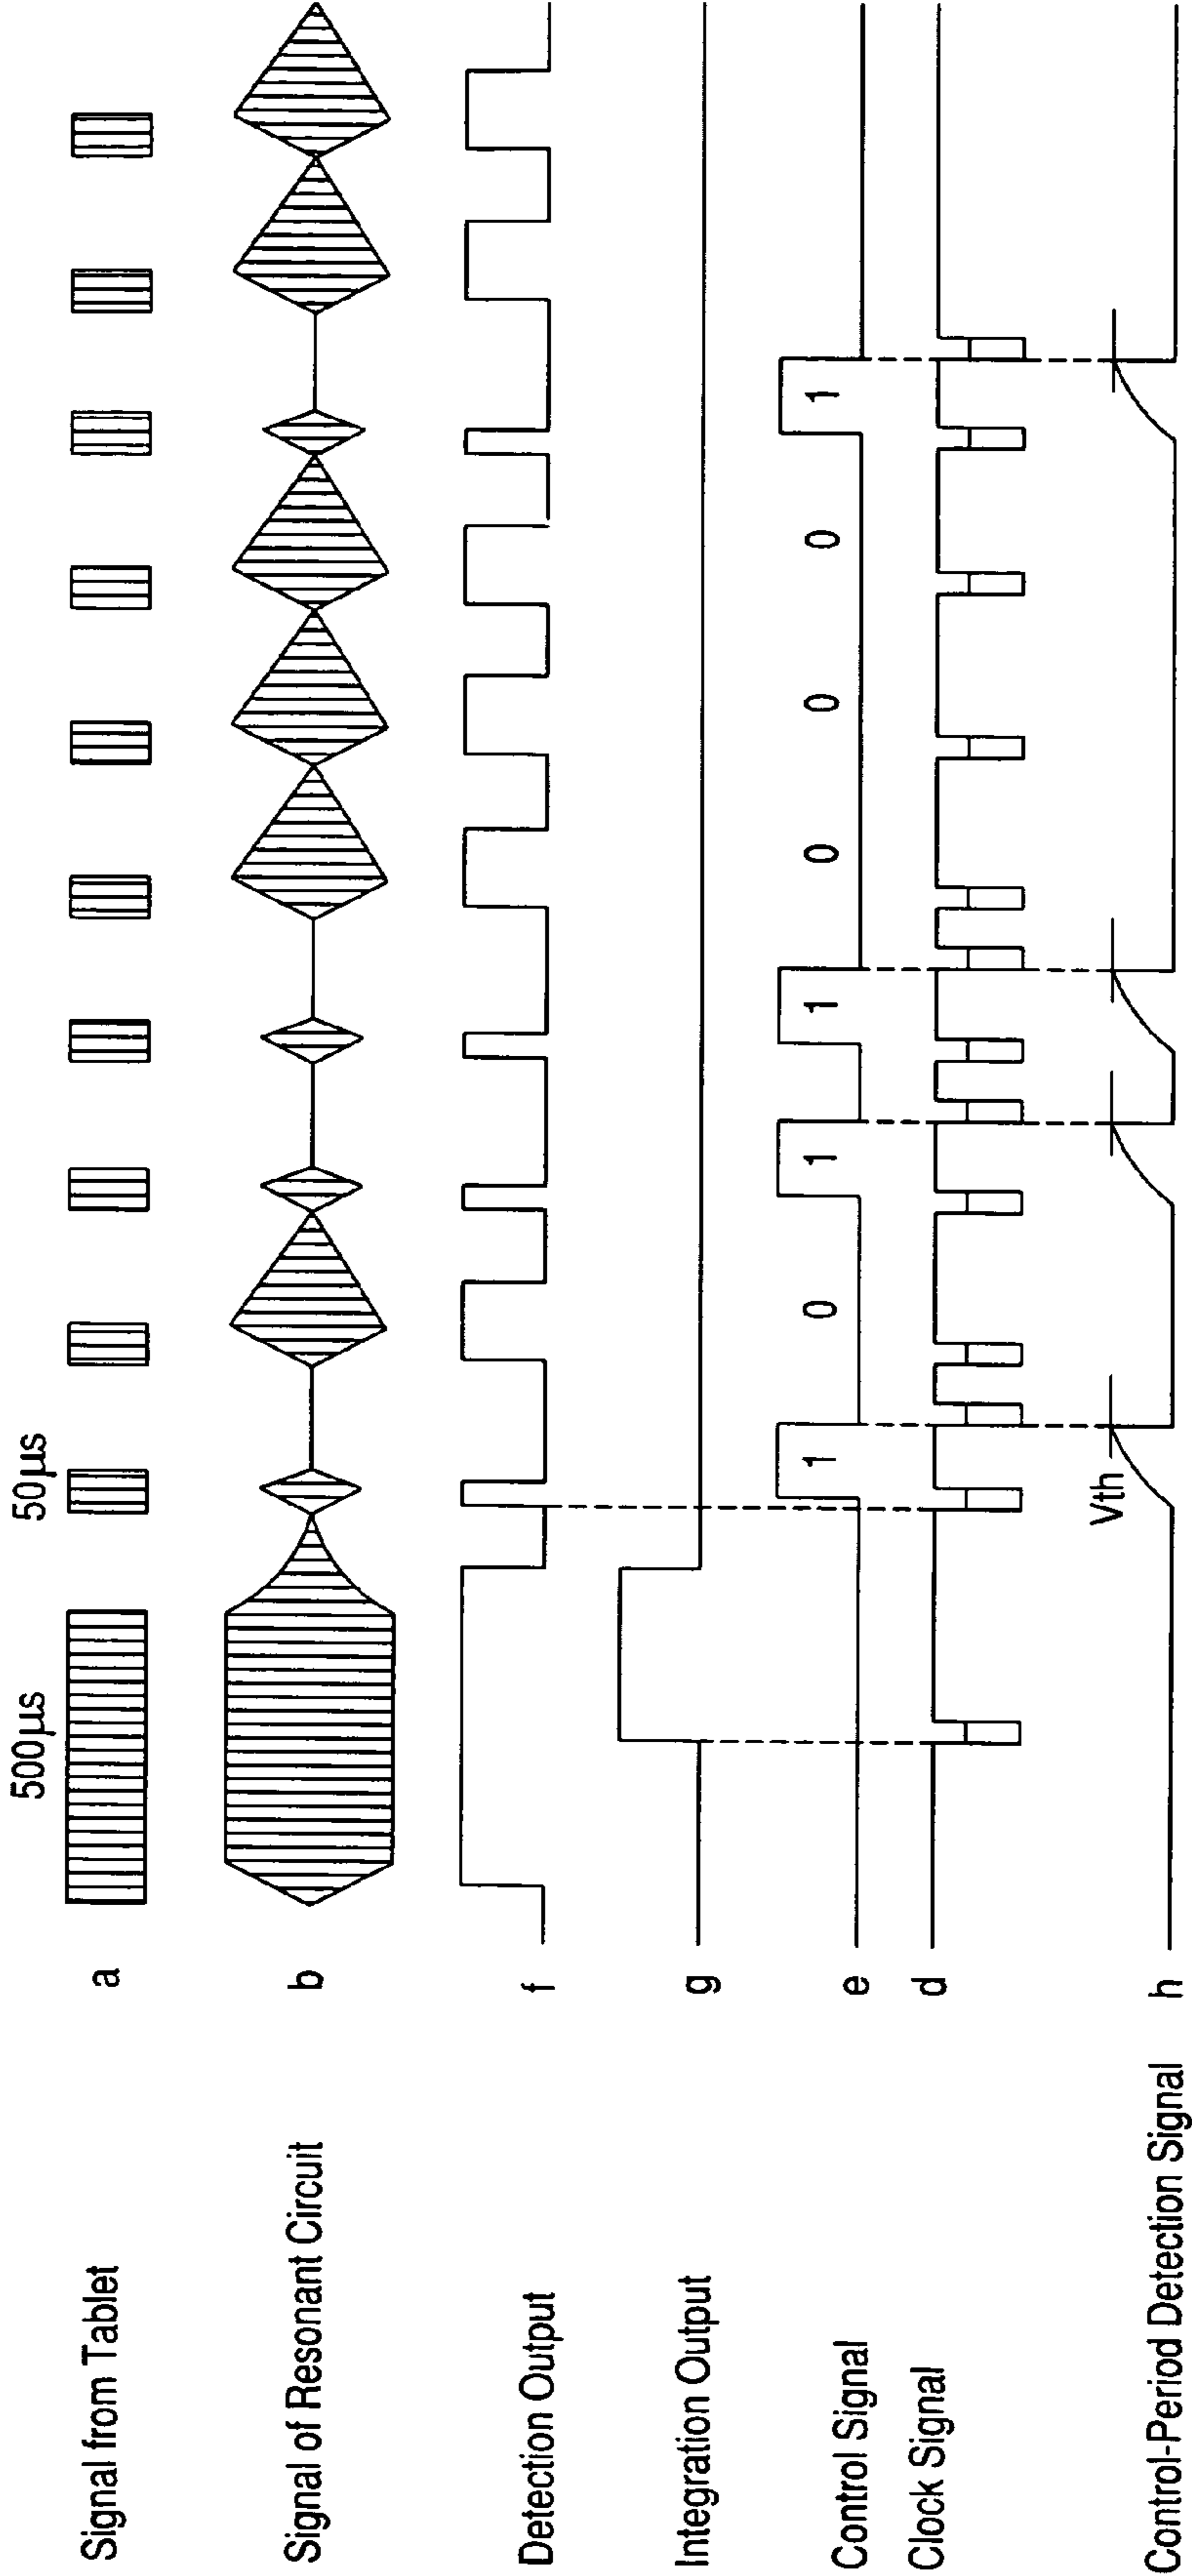 500µs 50µs
Signal from Tablet a
Signal of Resonant Circuit b
Detection Output f
Integration Output g
Control Signal e 1 0 1 1 0 0 0 1
Clock Signal d
Vth
Control-Period Detection Signal h